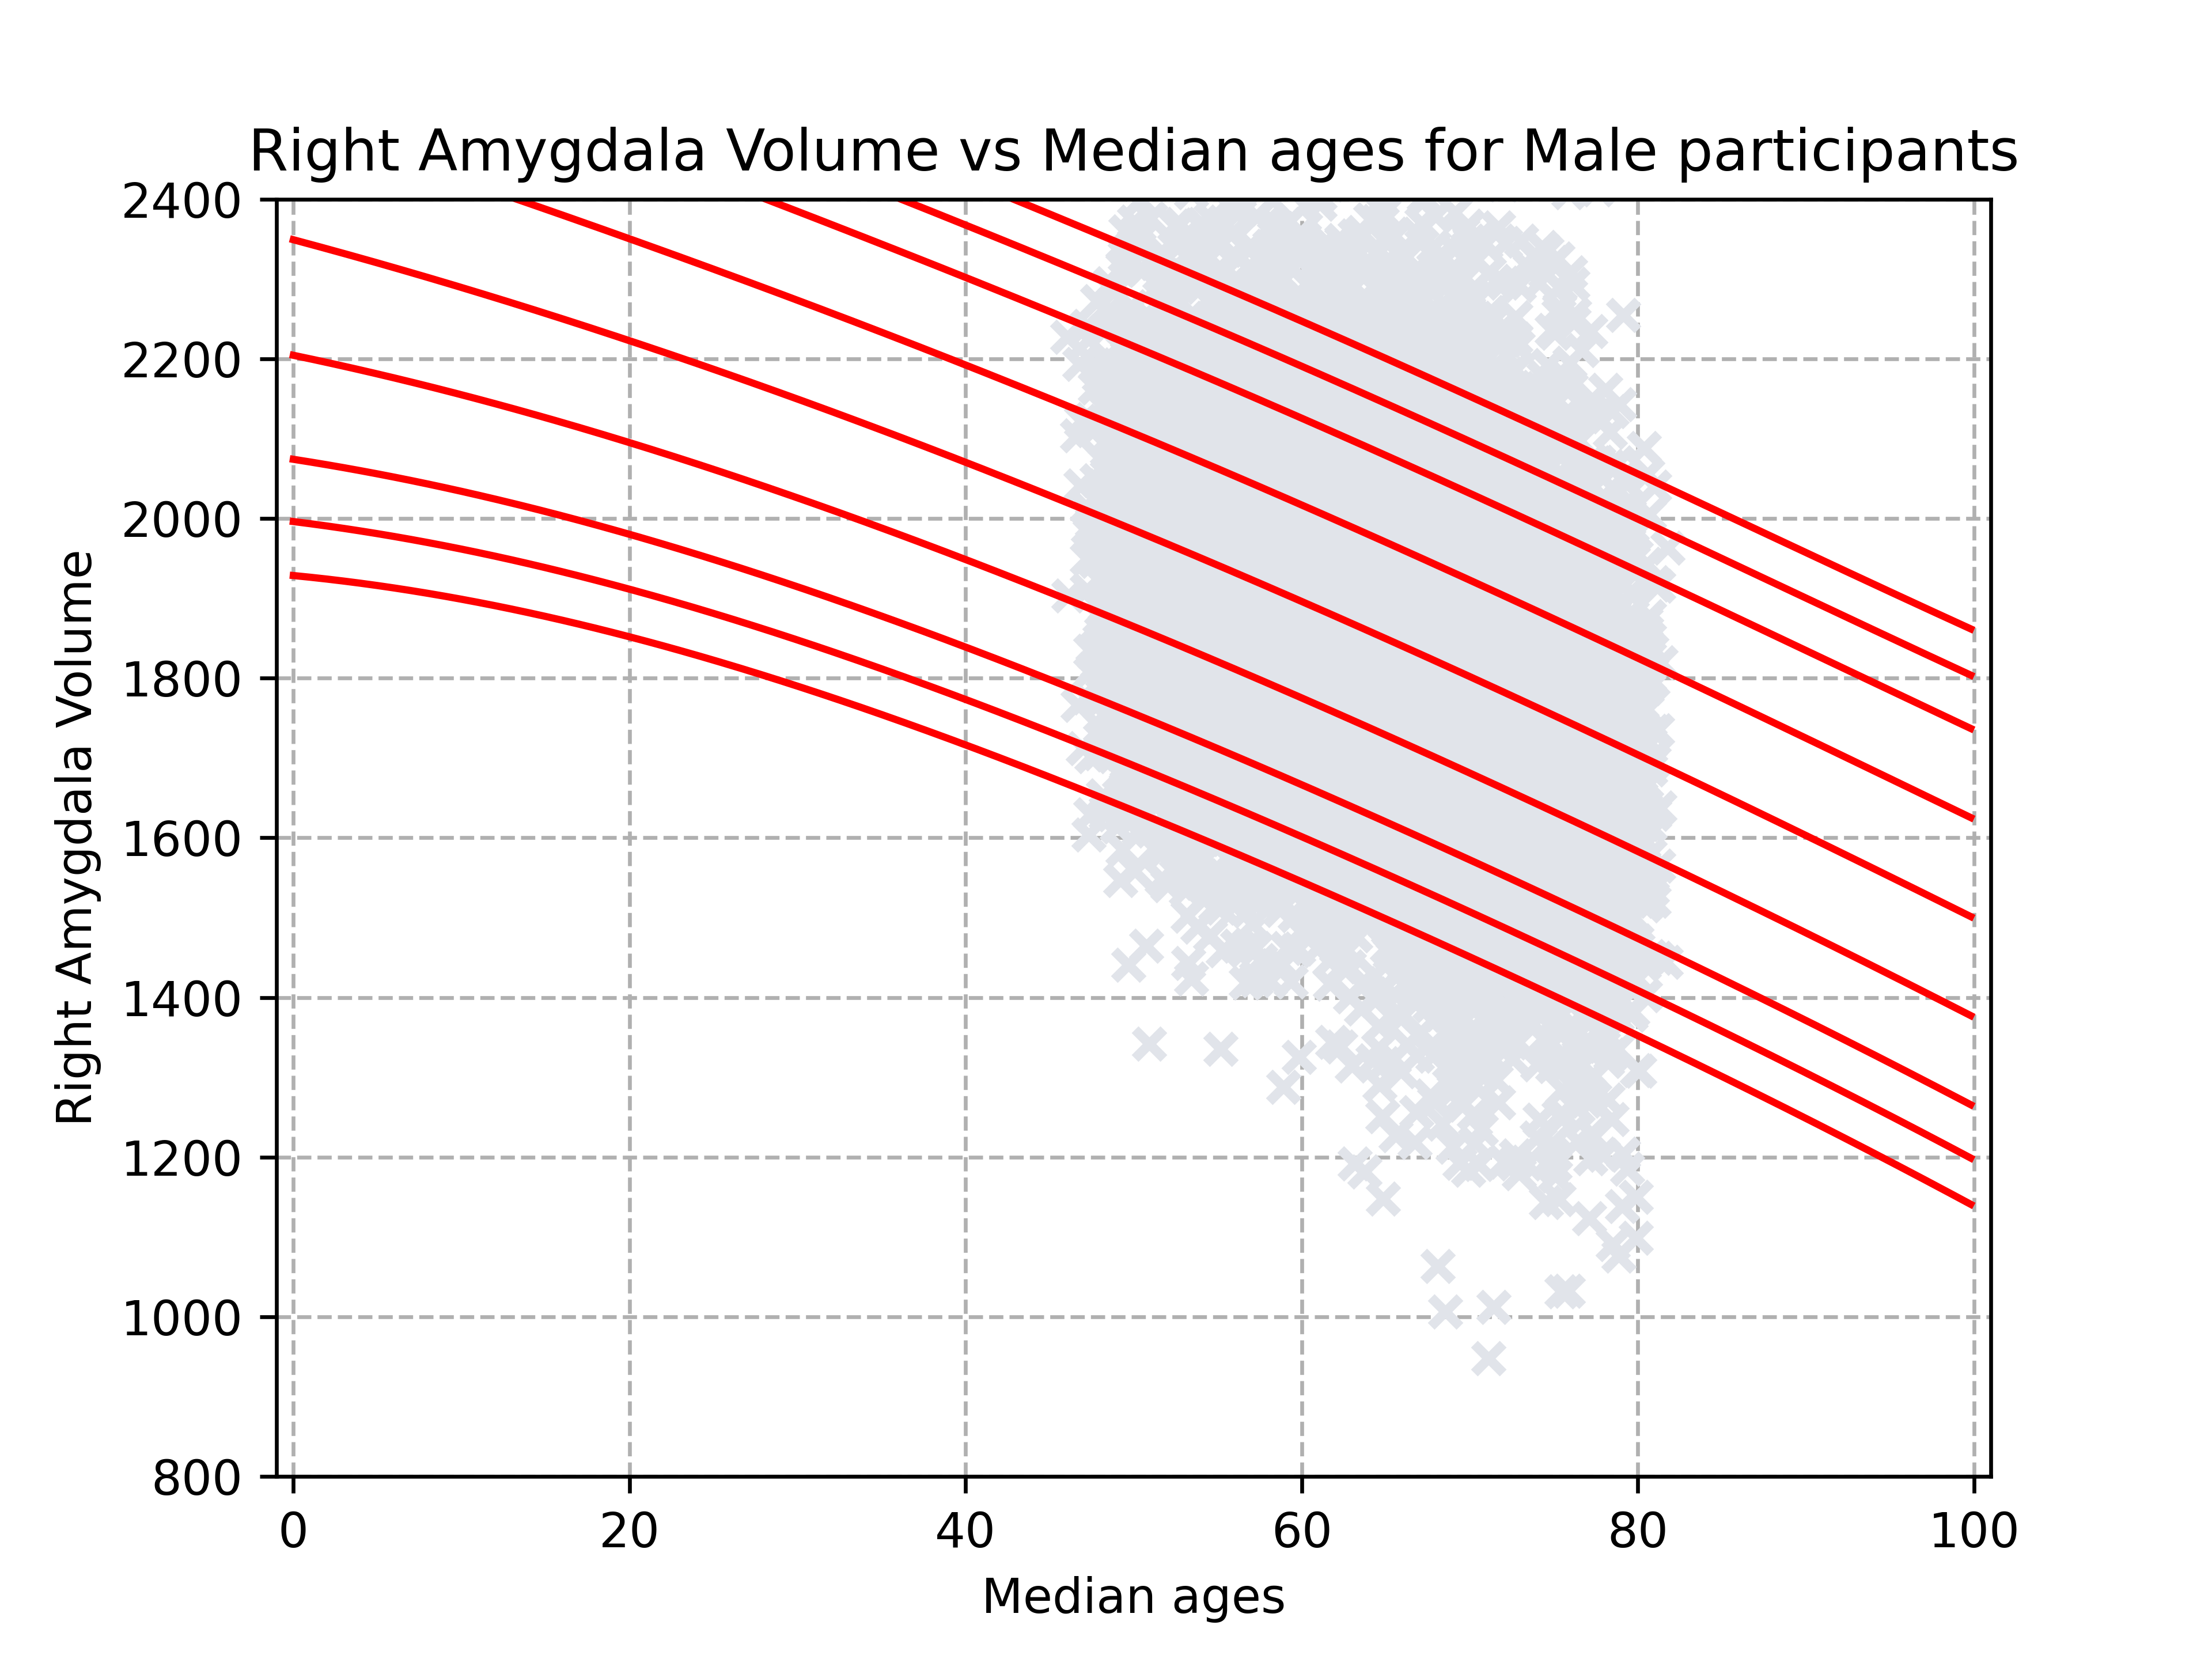 Right Amygdala Volume vs Median ages for Male participants
2400
2200
2000
1800
1600
1400
1200
1000
800
Right Amygdala Volume
0 20 40 60 80 100
Median ages